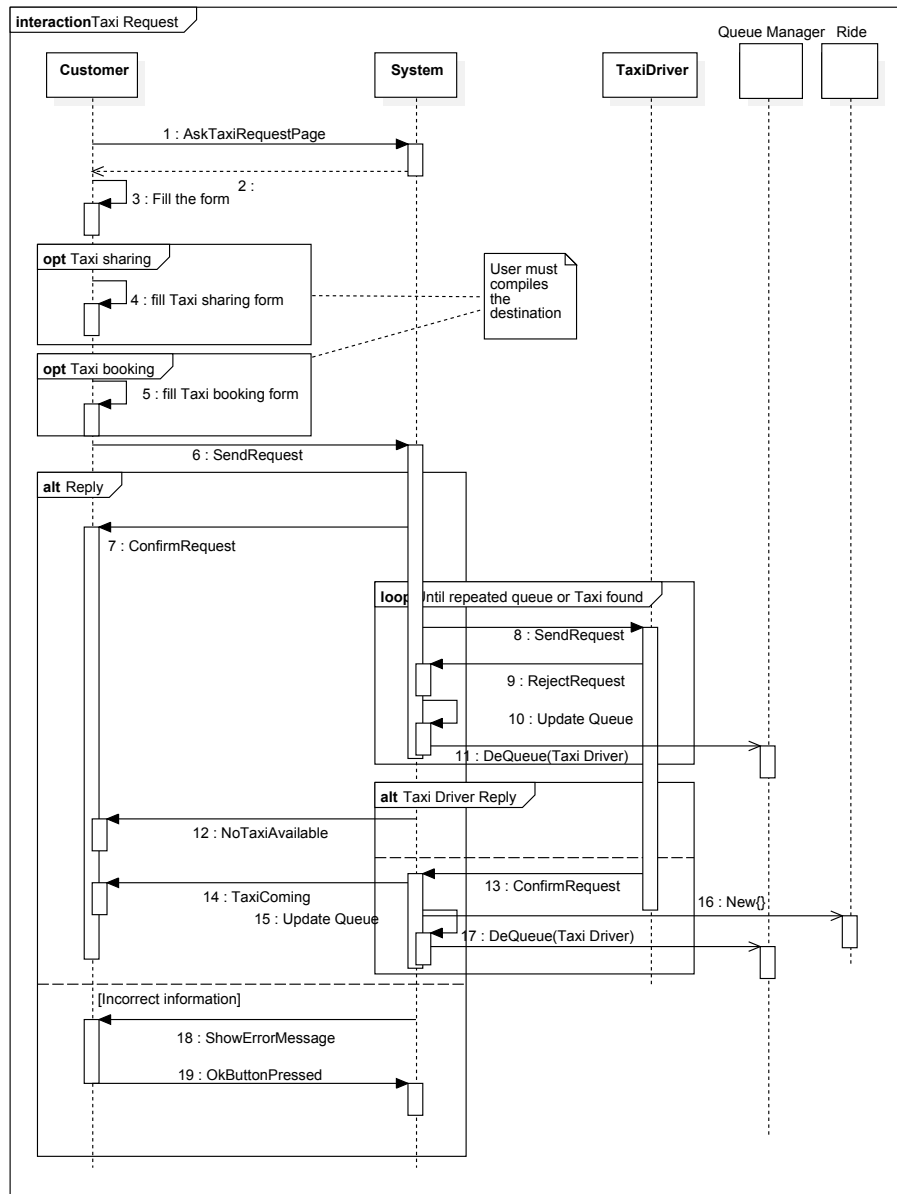 interaction Taxi Request
Queue Manager
Ride
Customer
System
TaxiDriver
1 : AskTaxiRequestPage
2 :
3 : Fill the form
opt Taxi sharing
User must
compiles
the
destination
4 : fill Taxi sharing form
opt Taxi booking
5 : fill Taxi booking form
6 : SendRequest
alt Reply
7 : ConfirmRequest
loop Until repeated queue or Taxi found
8 : SendRequest
9 : RejectRequest
10 : Update Queue
11 : DeQueue(Taxi Driver)
alt Taxi Driver Reply
12 : NoTaxiAvailable
13 : ConfirmRequest
14 : TaxiComing
16 : New{}
15 : Update Queue
17 : DeQueue(Taxi Driver)
[Incorrect information]
18 : ShowErrorMessage
19 : OkButtonPressed